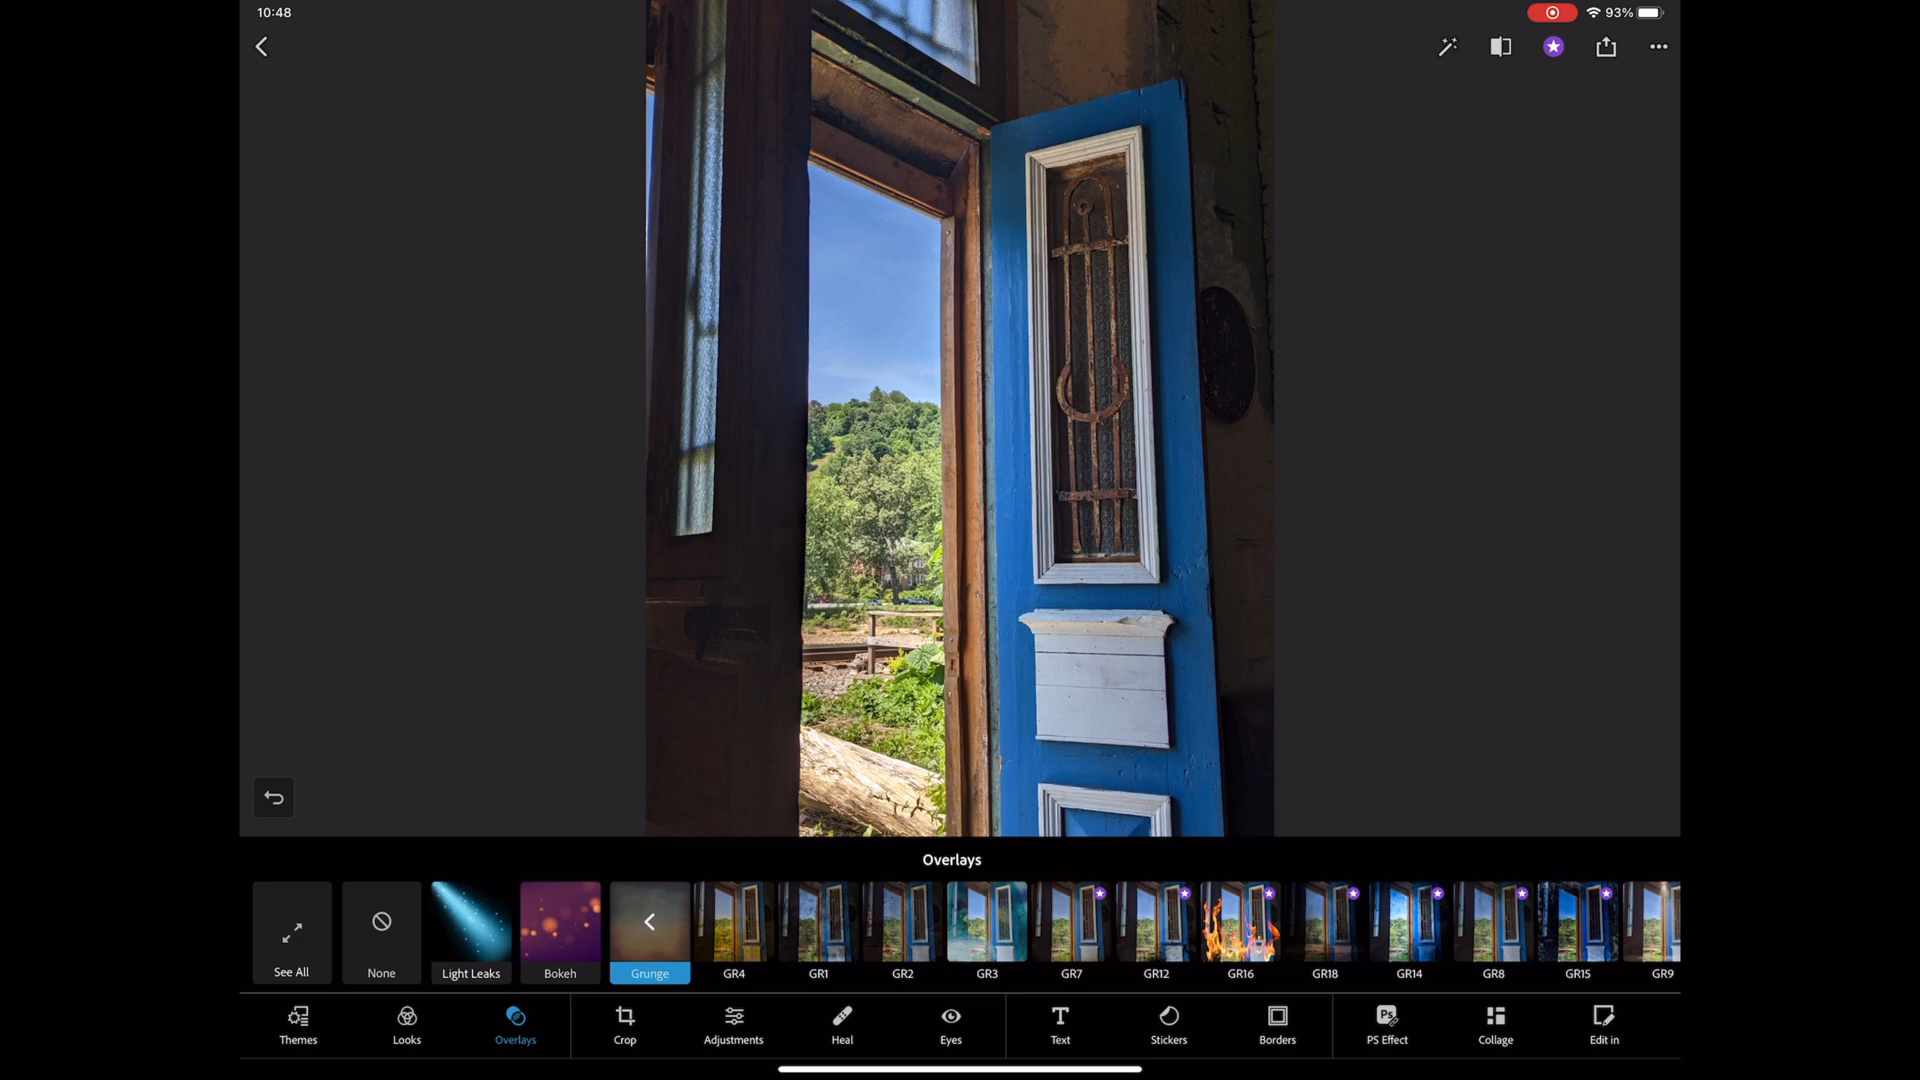 10:48
93%
Overlays
See All
None
Light Leaks
Bokeh
Grunge
GR4
GR1
GR2
GR3
GR7
GR12
GR16
GR18
GR14
GR8
GR15
GR9
Themes
Looks
Overlays
Crop
Adjustments
Heal
Eyes
Text
Stickers
Borders
PS Effect
Collage
Edit in